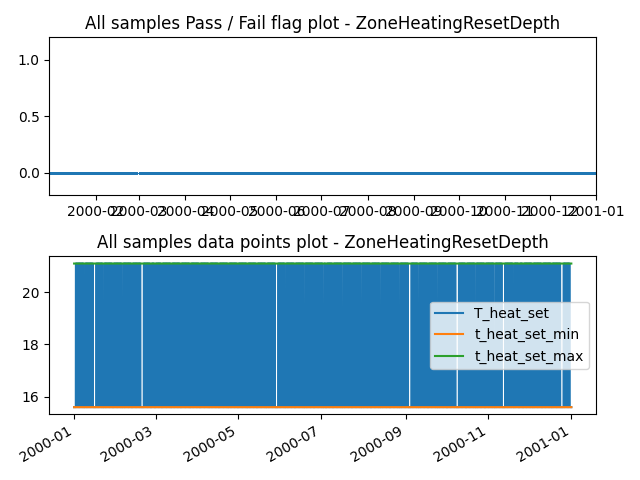 All samples Pass / Fail flag plot - ZoneHeatingResetDepth
1.0
0.5
0.0
2000-02 2000-03 2000-04 2000-05 2000-06 2000-07 2000-08 2000-09 2000-10 2000-11 2000-12 2001-01
All samples data points plot - ZoneHeatingResetDepth
20
18
16
T_heat_set
t_heat_set_min
t_heat_set_max
2000-01 2000-03 2000-05 2000-07 2000-09 2000-11 2001-01